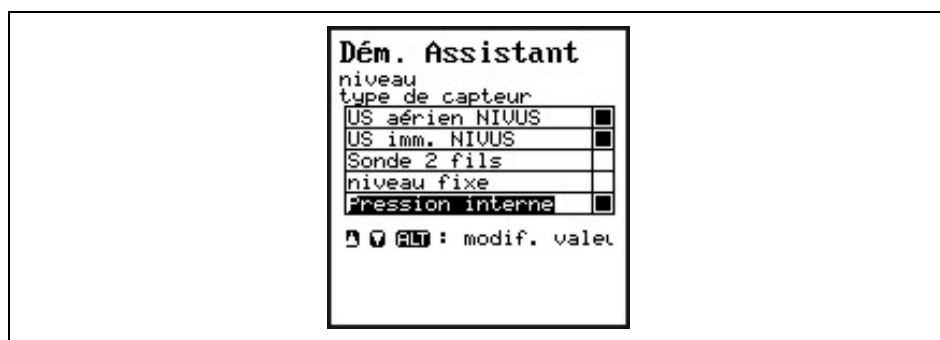 Dém. Assistant
niveau
type de capteur
US aérien NIVUS
US imm. NIVUS
Sonde 2 fils
niveau fixe
Pression interne
ALT : modif. valeu